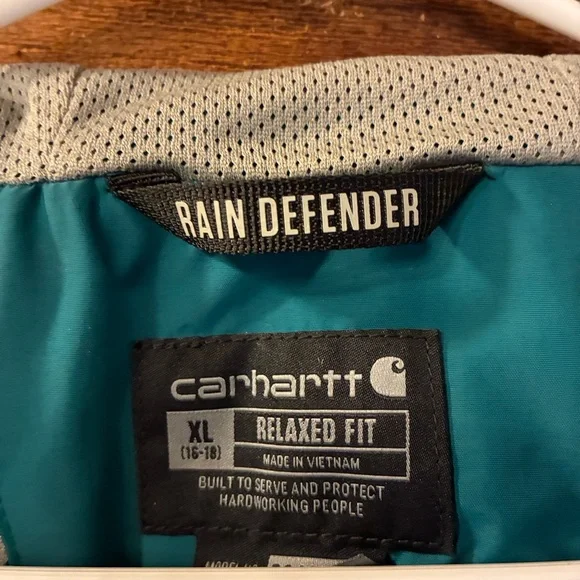 RAIN DEFENDER
carhartt
XL
(16-18)
RELAXED FIT
MADE IN VIETNAM
BUILT TO SERVE AND PROTECT
HARDWORKING PEOPLE